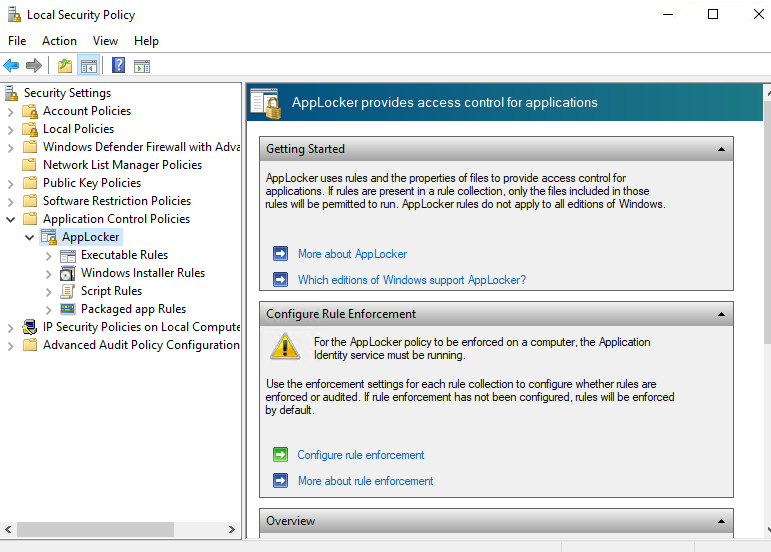 Local Security Policy
File Action View Help
Security Settings
Account Policies
Local Policies
Windows Defender Firewall with Adva
Network List Manager Policies
Public Key Policies
Software Restriction Policies
Application Control Policies
AppLocker
Executable Rules
Windows Installer Rules
Script Rules
Packaged app Rules
IP Security Policies on Local Compute
Advanced Audit Policy Configuration
AppLocker provides access control for applications
Getting Started
AppLocker uses rules and the properties of files to provide access control for
applications. If rules are present in a rule collection, only the files included in those
rules will be permitted to run. AppLocker rules do not apply to all editions of Windows.
More about AppLocker
Which editions of Windows support AppLocker?
Configure Rule Enforcement
For the AppLocker policy to be enforced on a computer, the Application
Identity service must be running.
Use the enforcement settings for each rule collection to configure whether rules are
enforced or audited. If rule enforcement has not been configured, rules will be enforced
by default.
Configure rule enforcement
More about rule enforcement
Overview